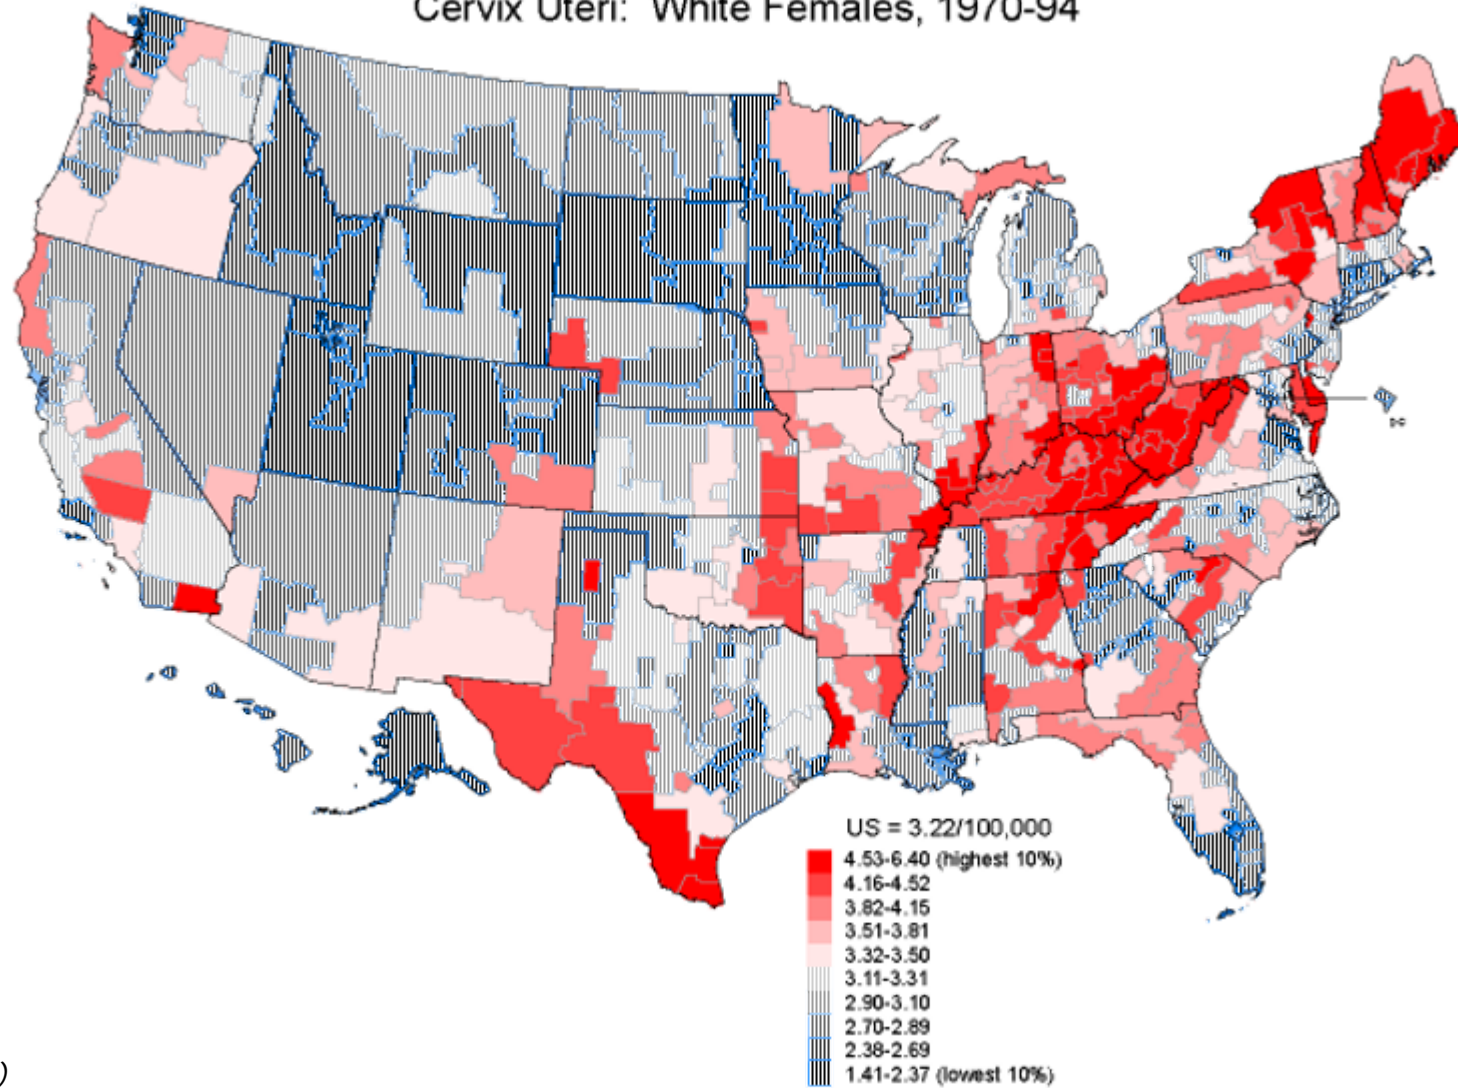 Cervix Uteri: White Females, 1970-94
US = 3.22/100,000
4.53-6.40 (highest 10%)
4.16-4.52
3.82-4.15
3.51-3.81
3.32-3.50
3.11-3.31
2.90-3.10
2.70-2.89
2.38-2.69
1.41-2.37 (lowest 10%)
)